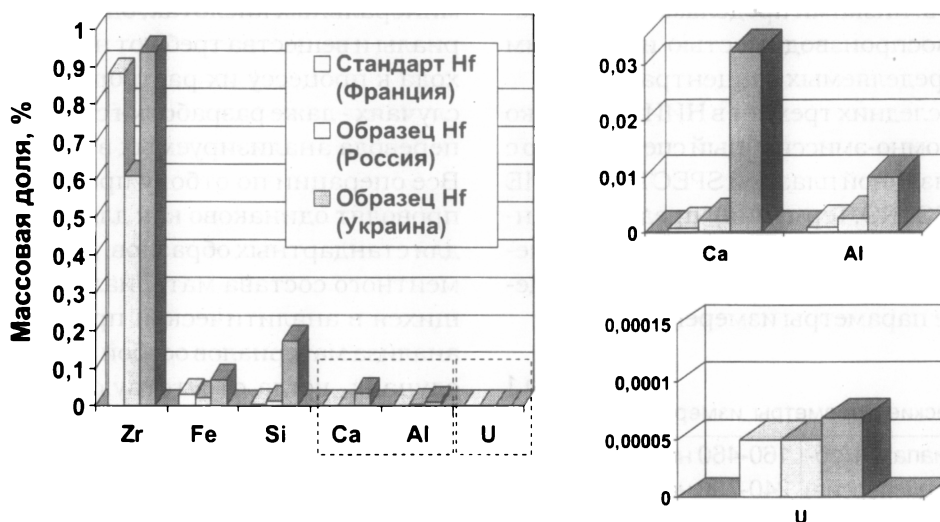 Массовая доля, %
1
0,9
0,8
0,7
0,6
0,5
0,4
0,3
0,2
0,1
0
Zr Fe Si Ca Al U
Стандарт Hf
(Франция)
Образец Hf
(Россия)
Образец Hf
(Украина)
0,03
0,02
0,01
0
Ca Al
0,00015
0,0001
0,00005
0
U